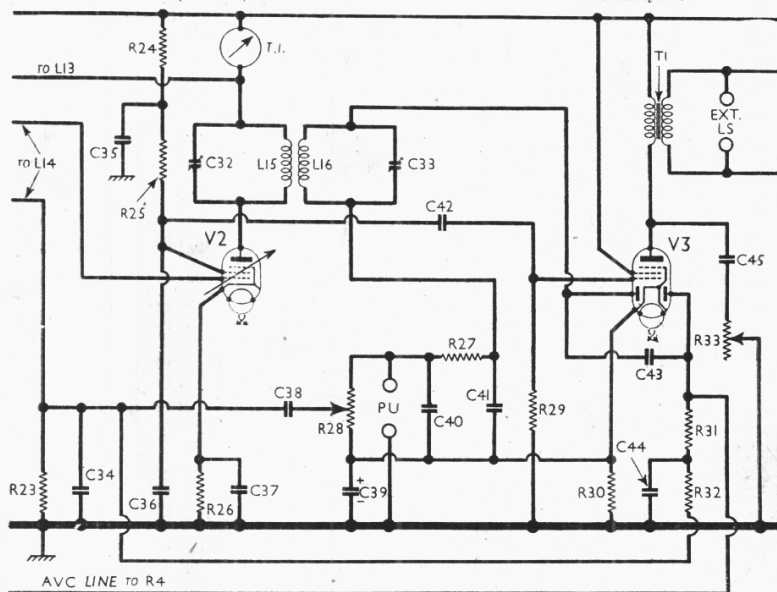 R24
T.I.
T1
TO L13
EXT.
LS
C35
TO L14
C32
L15
L16
C33
R25
C42
V2
V3
C45
R33
R27
C43
C38
R28
PU
C40
C41
R29
C44
R31
R23
C34
C36
R26
C37
+
–
C39
R30
R32
AVC LINE TO R4